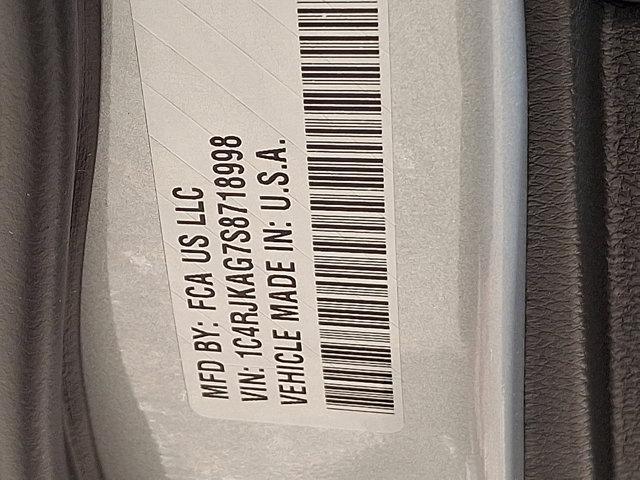 MFD BY: FCA US LLC
VIN: 1C4RJKAG7S8718998
VEHICLE MADE IN: U.S.A.